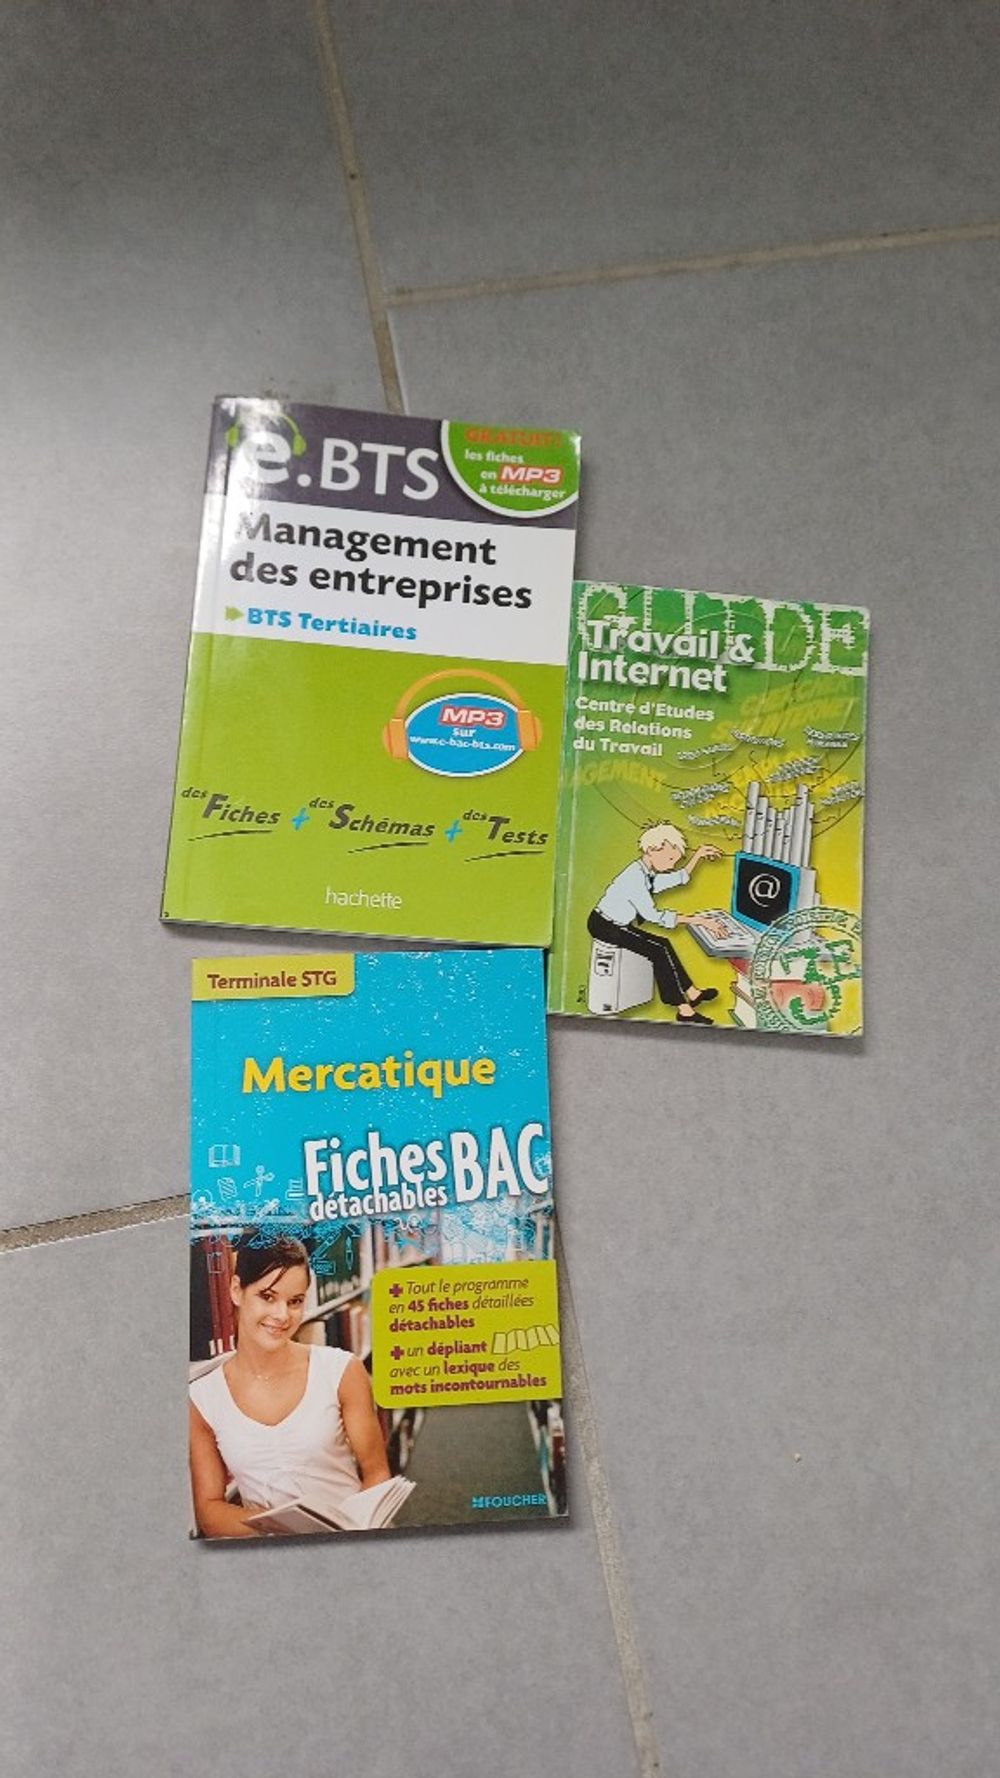 e.BTS
GRATUIT!
les fiches
en MP3
à télécharger
Management
des entreprises
BTS Tertiaires
MP3
sur
www.e-bac-bts.com
des Fiches + des Schémas + des Tests
hachette
GUIDE
Travail &
Internet
Centre d'Etudes
des Relations
du Travail
@
Terminale STG
Mercatique
Fiches BAC
détachables
+ Tout le programme
en 45 fiches détaillées
détachables
+ un dépliant
avec un lexique des
mots incontournables
FOUCHER